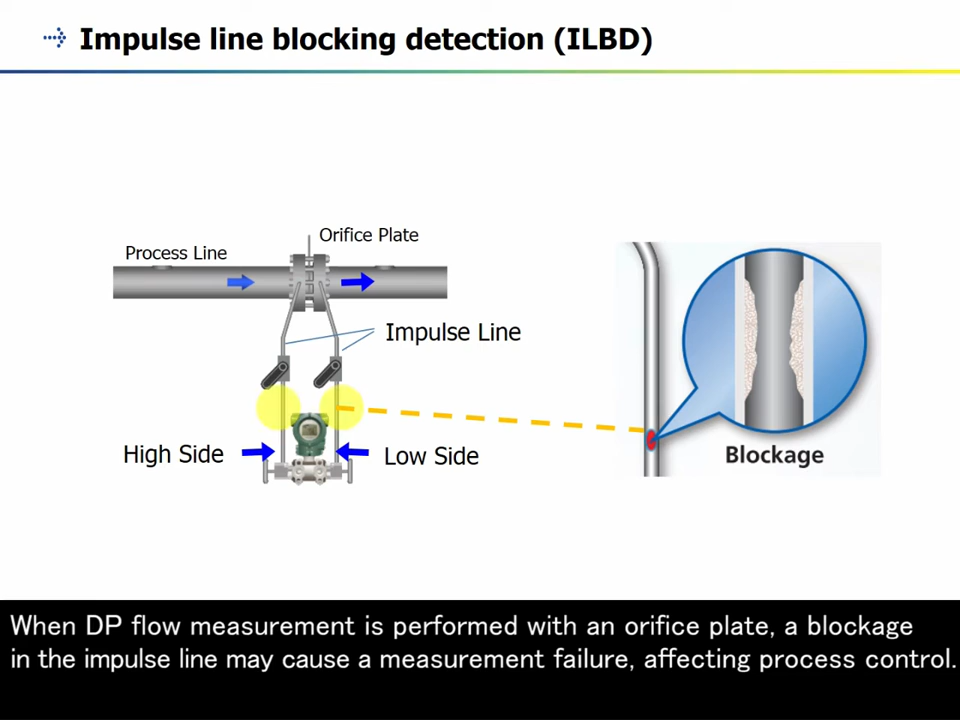 Impulse line blocking detection (ILBD)
Orifice Plate
Process Line
Impulse Line
High Side
Low Side
Blockage
When DP flow measurement is performed with an orifice plate, a blockage
in the impulse line may cause a measurement failure, affecting process control.